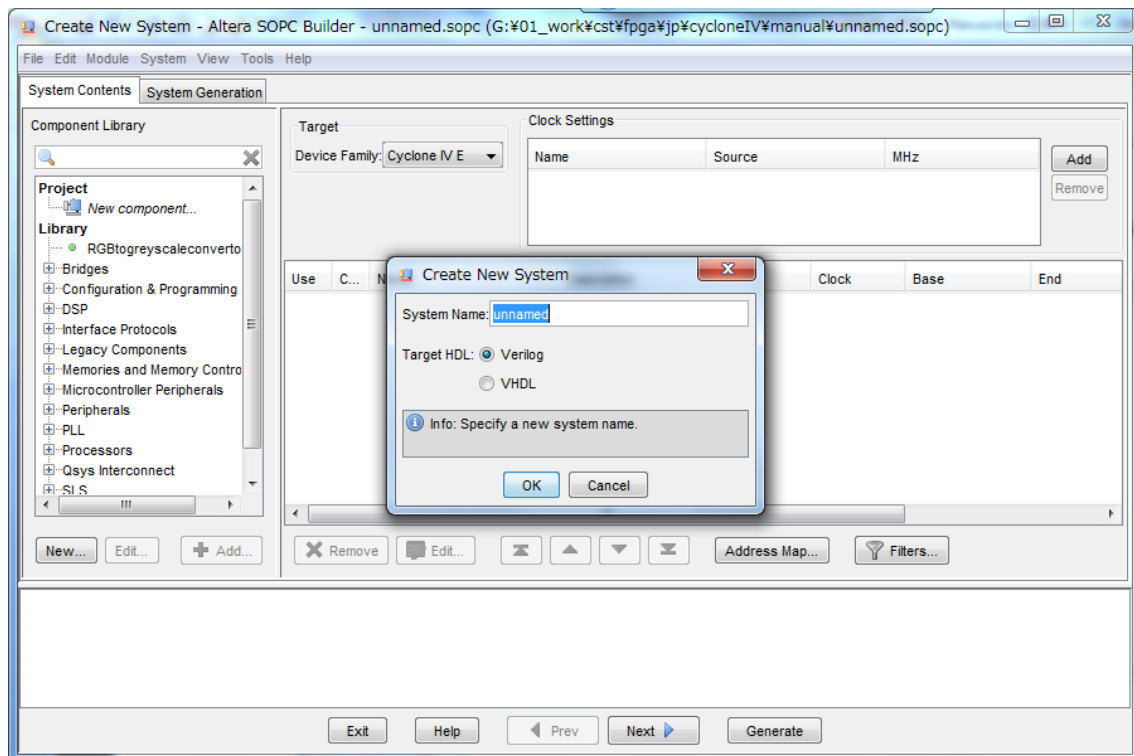 Create New System - Altera SOPC Builder - unnamed.sopc (G:¥01_work¥cst¥fpga¥jp¥cycloneIV¥manual¥unnamed.sopc)
File Edit Module System View Tools Help
System Contents System Generation
Component Library
Project
New component...
Library
RGBtogreyscaleconverto
Bridges
Configuration & Programming
DSP
Interface Protocols
Legacy Components
Memories and Memory Contro
Microcontroller Peripherals
Peripherals
PLL
Processors
Qsys Interconnect
SLS
New... Edit... Add...
Target
Device Family: Cyclone IV E
Clock Settings
Name Source MHz
Add
Remove
Use C... N Clock Base End
Create New System
System Name: unnamed
Target HDL: Verilog
VHDL
Info: Specify a new system name.
OK Cancel
Remove Edit... Address Map... Filters...
Exit Help Prev Next Generate